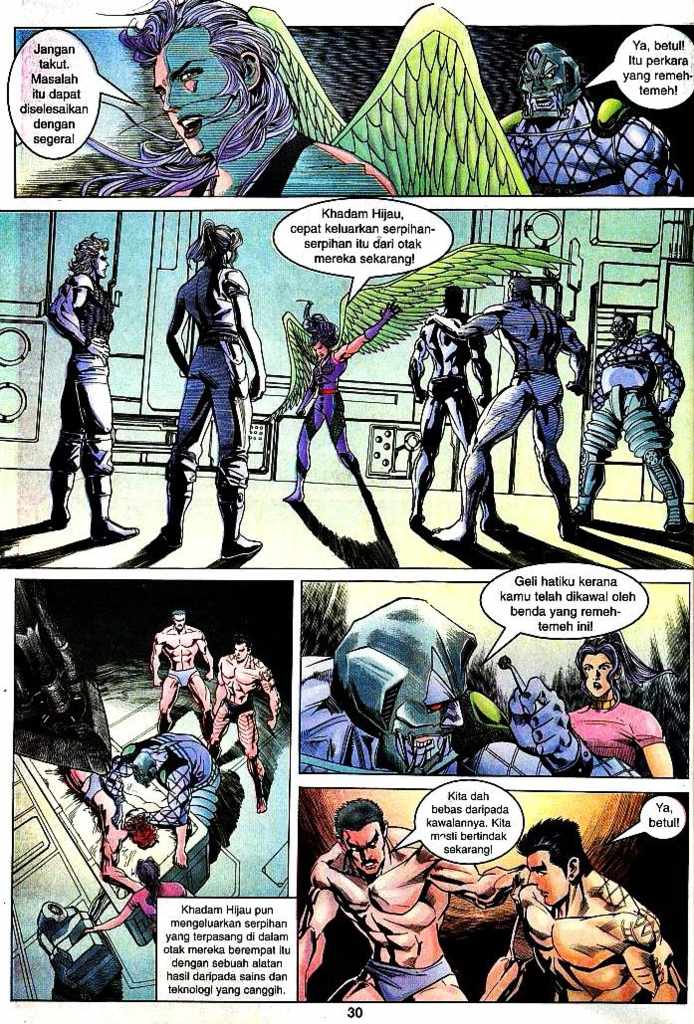 Jangan
takut.
Masalah
itu dapat
diselesaikan
dengan
segera!
Ya, betul!
Itu perkara
yang remeh-
temeh!
Khadam Hijau,
cepat keluarkan serpihan-
serpihan itu dari otak
mereka sekarang!
Geli hatiku kerana
kamu telah dikawal oleh
benda yang remeh-
temeh ini!
Khadam Hijau pun
mengeluarkan serpihan
yang terpasang di dalam
otak mereka berempat itu
dengan sebuah alatan
hasil daripada sains dan
teknologi yang canggih.
Kita dah
bebas daripada
kawalannya. Kita
mesti bertindak
sekarang!
Ya,
betul!
30